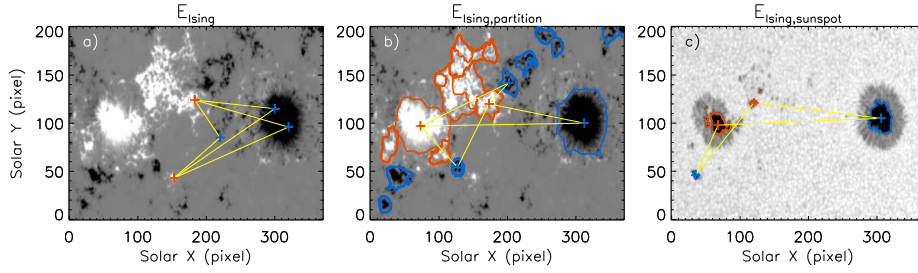 E_Ising
E_Ising,partition
E_Ising,sunspot
a)
b)
c)
Solar Y (pixel)
200
150
100
50
0
200
150
100
50
0
200
150
100
50
0
0 100 200 300
0 100 200 300
0 100 200 300
Solar X (pixel)
Solar X (pixel)
Solar X (pixel)